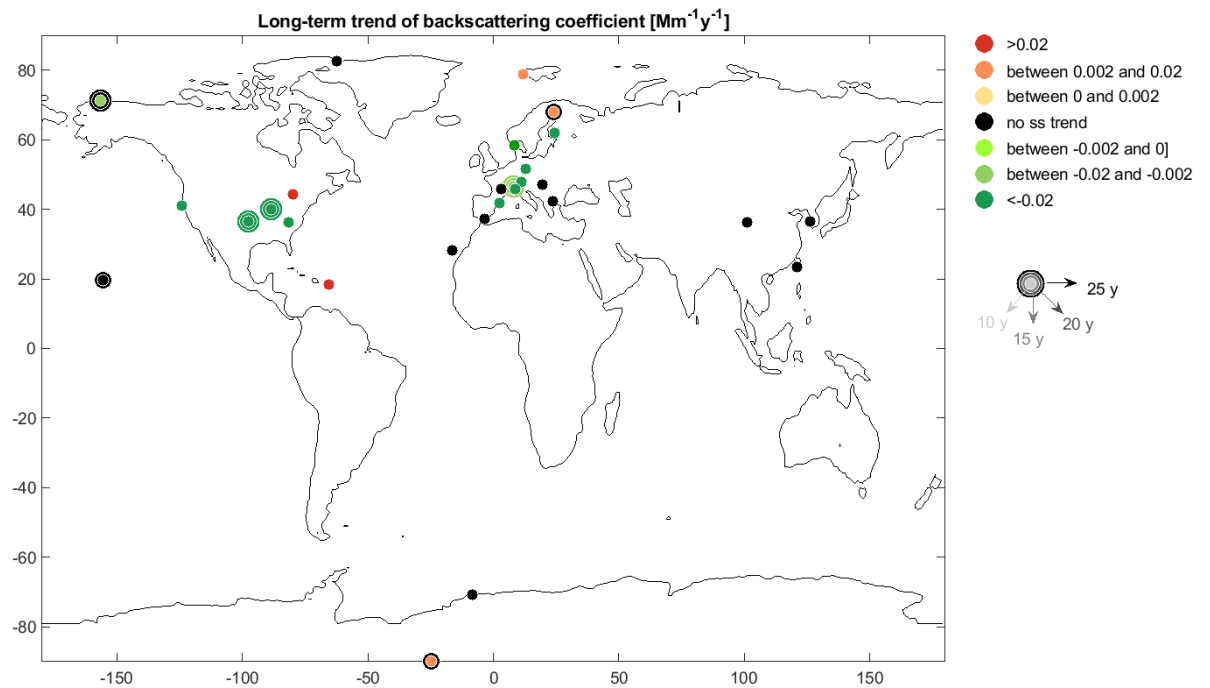 Long-term trend of backscattering coefficient [Mm-1y-1]
>0.02
between 0.002 and 0.02
between 0 and 0.002
no ss trend
between -0.002 and 0]
between -0.02 and -0.002
<-0.02
25 y
20 y
15 y
10 y
80
60
40
20
0
-20
-40
-60
-80
-150 -100 -50 0 50 100 150